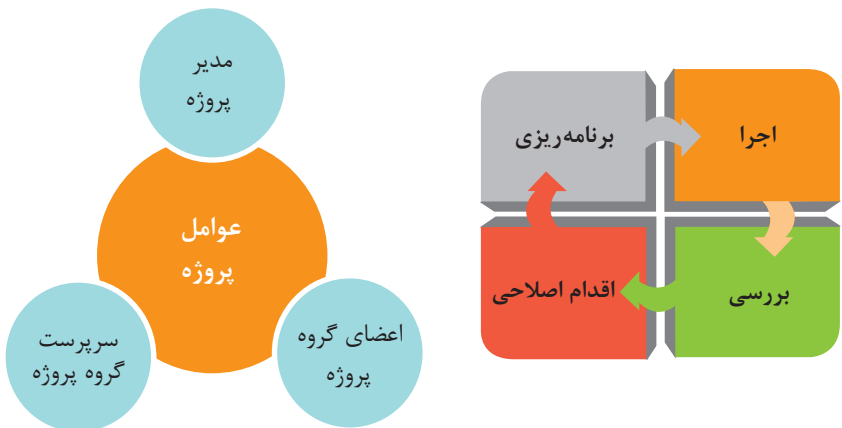 مدیر
پروژه
عوامل
پروژه
سرپرست
گروه پروژه
اعضای گروه
پروژه
برنامه‌ریزی
اجرا
بررسی
اقدام اصلاحی